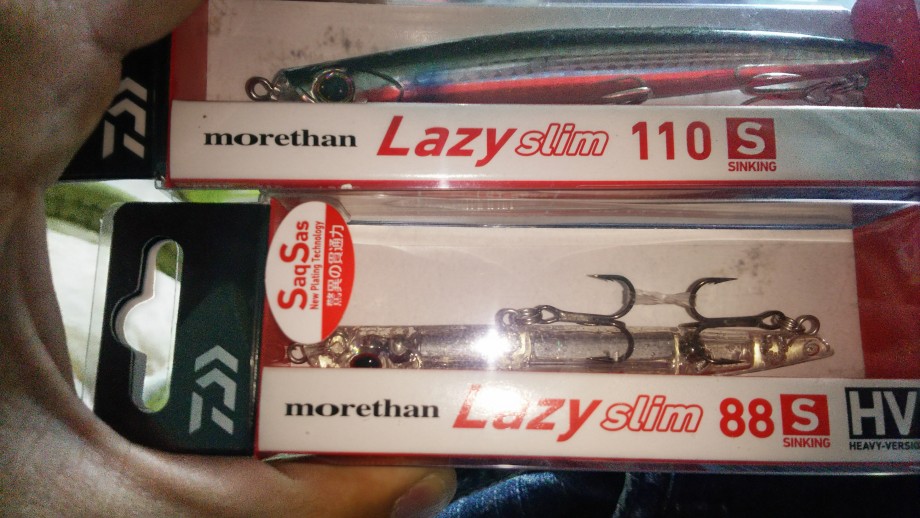 morethan Lazy slim 110 S
SINKING
SaqSas
New Plating Technology
驚異の貫通力
morethan Lazy slim 88 S HV
SINKING HEAVY-VERSION